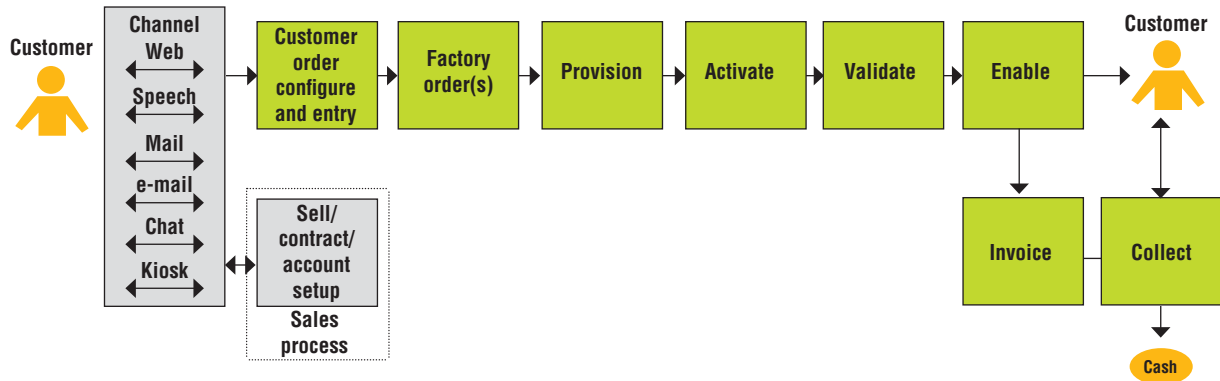 Customer
Channel
Web
Speech
Mail
e-mail
Chat
Kiosk
Customer
order
configure
and entry
Factory
order(s)
Provision
Activate
Validate
Enable
Customer
Sell/
contract/
account
setup
Sales
process
Invoice
Collect
Cash